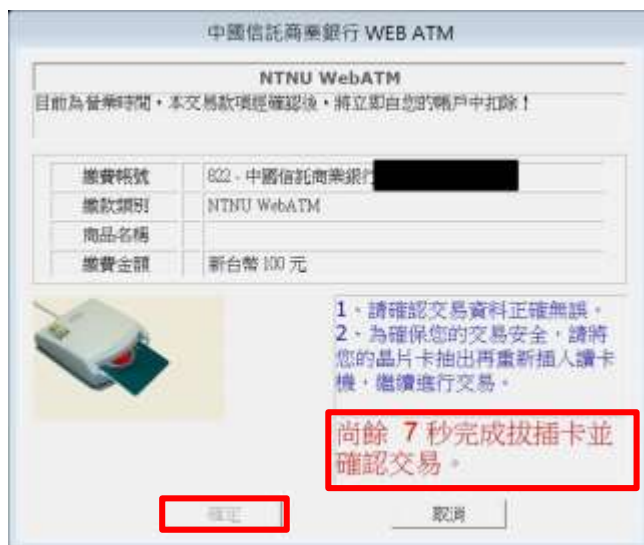 中國信託商業銀行 WEB ATM
NTNU WebATM
目前為營業時間，本交易款項經確認後，將立即自您的帳戶中扣除！
繳費帳號 822 - 中國信託商業銀行
繳款類別 NTNU WebATM
商品名稱
繳費金額 新台幣 100 元
1、請確認交易資料正確無誤。
2、為確保您的交易安全，請將
您的晶片卡抽出再重新插入讀卡
機，繼續進行交易。
尚餘 7 秒完成拔插卡並
確認交易。
確定 取消